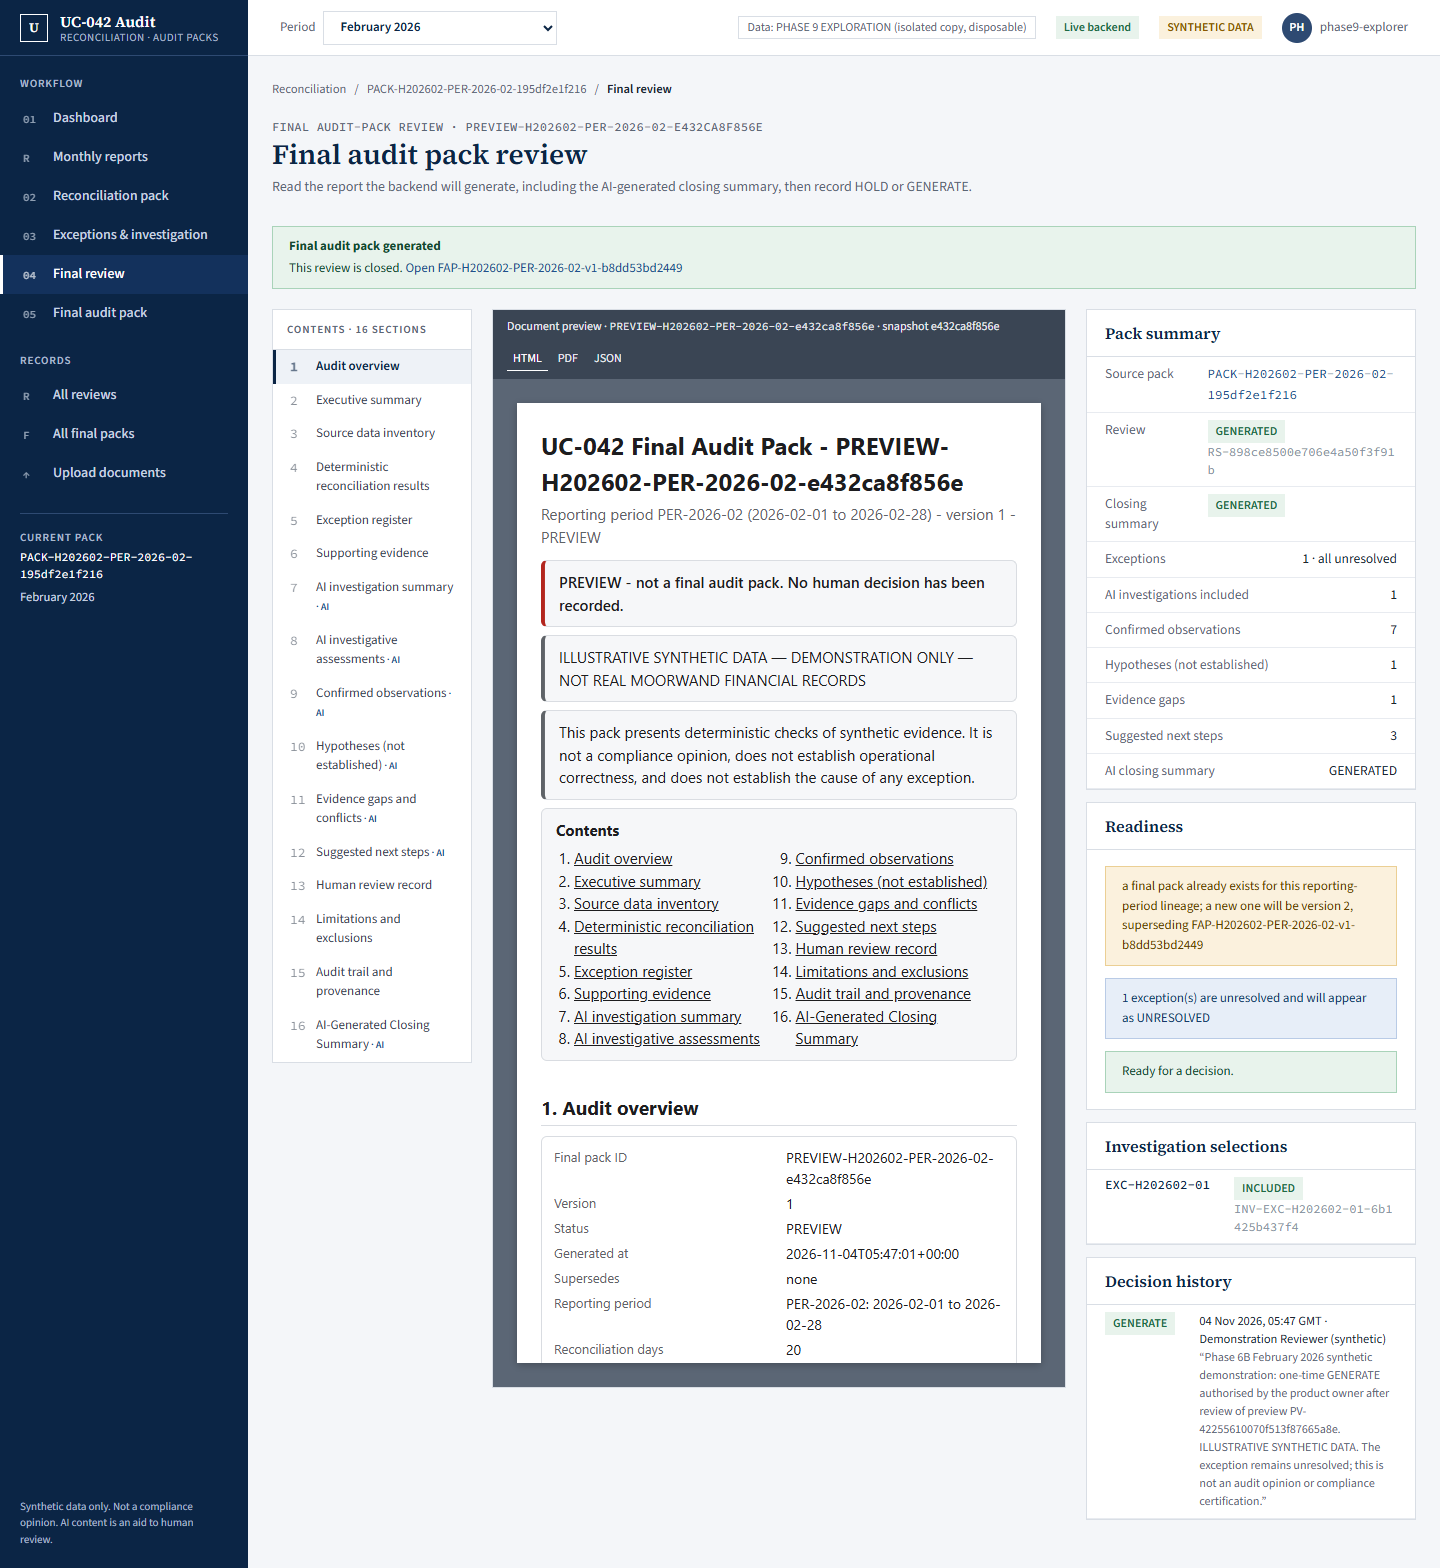 U
UC-042 Audit
RECONCILIATION · AUDIT PACKS
WORKFLOW
01 Dashboard
R Monthly reports
02 Reconciliation pack
03 Exceptions & investigation
04 Final review
05 Final audit pack
RECORDS
R All reviews
F All final packs
↑ Upload documents
CURRENT PACK
PACK-H202602-PER-2026-02-
195df2e1f216
February 2026
Synthetic data only. Not a compliance
opinion. AI content is an aid to human
review.
Period February 2026
Data: PHASE 9 EXPLORATION (isolated copy, disposable)
Live backend
SYNTHETIC DATA
PH phase9-explorer
Reconciliation / PACK-H202602-PER-2026-02-195df2e1f216 / Final review
FINAL AUDIT-PACK REVIEW · PREVIEW-H202602-PER-2026-02-E432CA8F856E
Final audit pack review
Read the report the backend will generate, including the AI-generated closing summary, then record HOLD or GENERATE.
Final audit pack generated
This review is closed. Open FAP-H202602-PER-2026-02-v1-b8dd53bd2449
CONTENTS · 16 SECTIONS
1 Audit overview
2 Executive summary
3 Source data inventory
4 Deterministic
reconciliation results
5 Exception register
6 Supporting evidence
7 AI investigation summary
· AI
8 AI investigative
assessments · AI
9 Confirmed observations ·
AI
10 Hypotheses (not
established) · AI
11 Evidence gaps and
conflicts · AI
12 Suggested next steps · AI
13 Human review record
14 Limitations and
exclusions
15 Audit trail and
provenance
16 AI-Generated Closing
Summary · AI
Document preview · PREVIEW-H202602-PER-2026-02-e432ca8f856e · snapshot e432ca8f856e
HTML PDF JSON
UC-042 Final Audit Pack - PREVIEW-
H202602-PER-2026-02-e432ca8f856e
Reporting period PER-2026-02 (2026-02-01 to 2026-02-28) - version 1 -
PREVIEW
PREVIEW - not a final audit pack. No human decision has been
recorded.
ILLUSTRATIVE SYNTHETIC DATA — DEMONSTRATION ONLY —
NOT REAL MOORWAND FINANCIAL RECORDS
This pack presents deterministic checks of synthetic evidence. It is
not a compliance opinion, does not establish operational
correctness, and does not establish the cause of any exception.
Contents
1. Audit overview
2. Executive summary
3. Source data inventory
4. Deterministic reconciliation
results
5. Exception register
6. Supporting evidence
7. AI investigation summary
8. AI investigative assessments
9. Confirmed observations
10. Hypotheses (not established)
11. Evidence gaps and conflicts
12. Suggested next steps
13. Human review record
14. Limitations and exclusions
15. Audit trail and provenance
16. AI-Generated Closing
Summary
1. Audit overview
Final pack ID PREVIEW-H202602-PER-2026-02-
e432ca8f856e
Version 1
Status PREVIEW
Generated at 2026-11-04T05:47:01+00:00
Supersedes none
Reporting period PER-2026-02: 2026-02-01 to 2026-
02-28
Reconciliation days 20
Pack summary
Source pack PACK-H202602-PER-2026-02-
195df2e1f216
Review GENERATED
RS-898ce8500e706e4a50f3f91
b
Closing
summary GENERATED
Exceptions 1 · all unresolved
AI investigations included 1
Confirmed observations 7
Hypotheses (not established) 1
Evidence gaps 1
Suggested next steps 3
AI closing summary GENERATED
Readiness
a final pack already exists for this reporting-
period lineage; a new one will be version 2,
superseding FAP-H202602-PER-2026-02-v1-
b8dd53bd2449
1 exception(s) are unresolved and will appear
as UNRESOLVED
Ready for a decision.
Investigation selections
EXC-H202602-01 INCLUDED
INV-EXC-H202602-01-6b1
425b437f4
Decision history
GENERATE 04 Nov 2026, 05:47 GMT ·
Demonstration Reviewer (synthetic)
“Phase 6B February 2026 synthetic
demonstration: one-time GENERATE
authorised by the product owner after
review of preview PV-
42255610070f513f87665a8e.
ILLUSTRATIVE SYNTHETIC DATA. The
exception remains unresolved; this is
not an audit opinion or compliance
certification.”